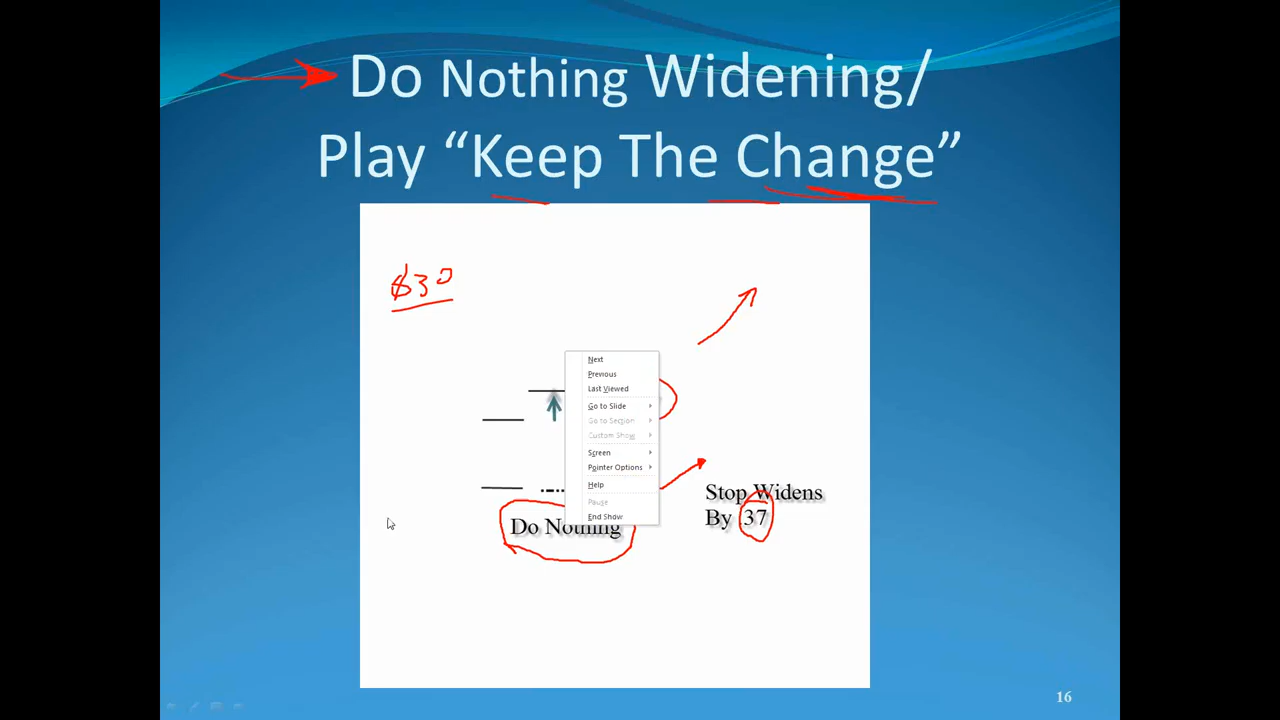 Do Nothing Widening/
Play “Keep The Change”
$30
Next
Previous
Last Viewed
Go to Slide
Go to Section
Custom Show
Screen
Pointer Options
Help
Pause
End Show
Do Nothing
Stop Widens
By .37
16